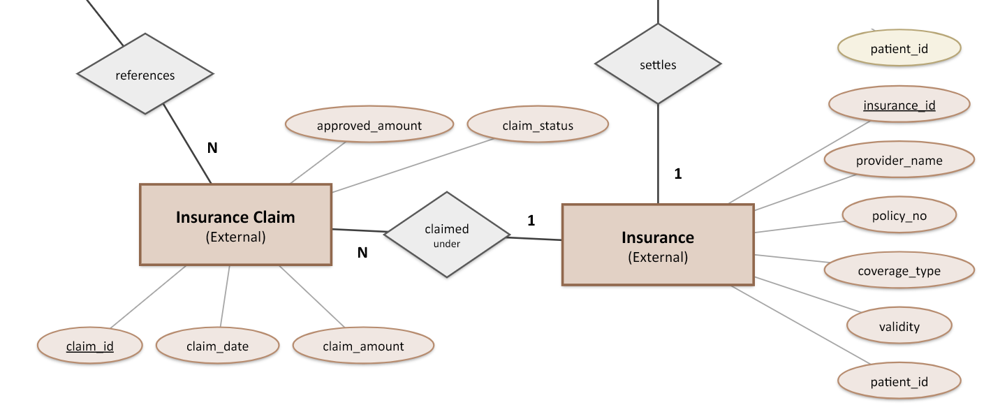 references
settles
patient_id
insurance_id
approved_amount
claim_status
N
provider_name
1
Insurance Claim
(External)
claimed
under
1
N
Insurance
(External)
policy_no
coverage_type
validity
claim_id
claim_date
claim_amount
patient_id